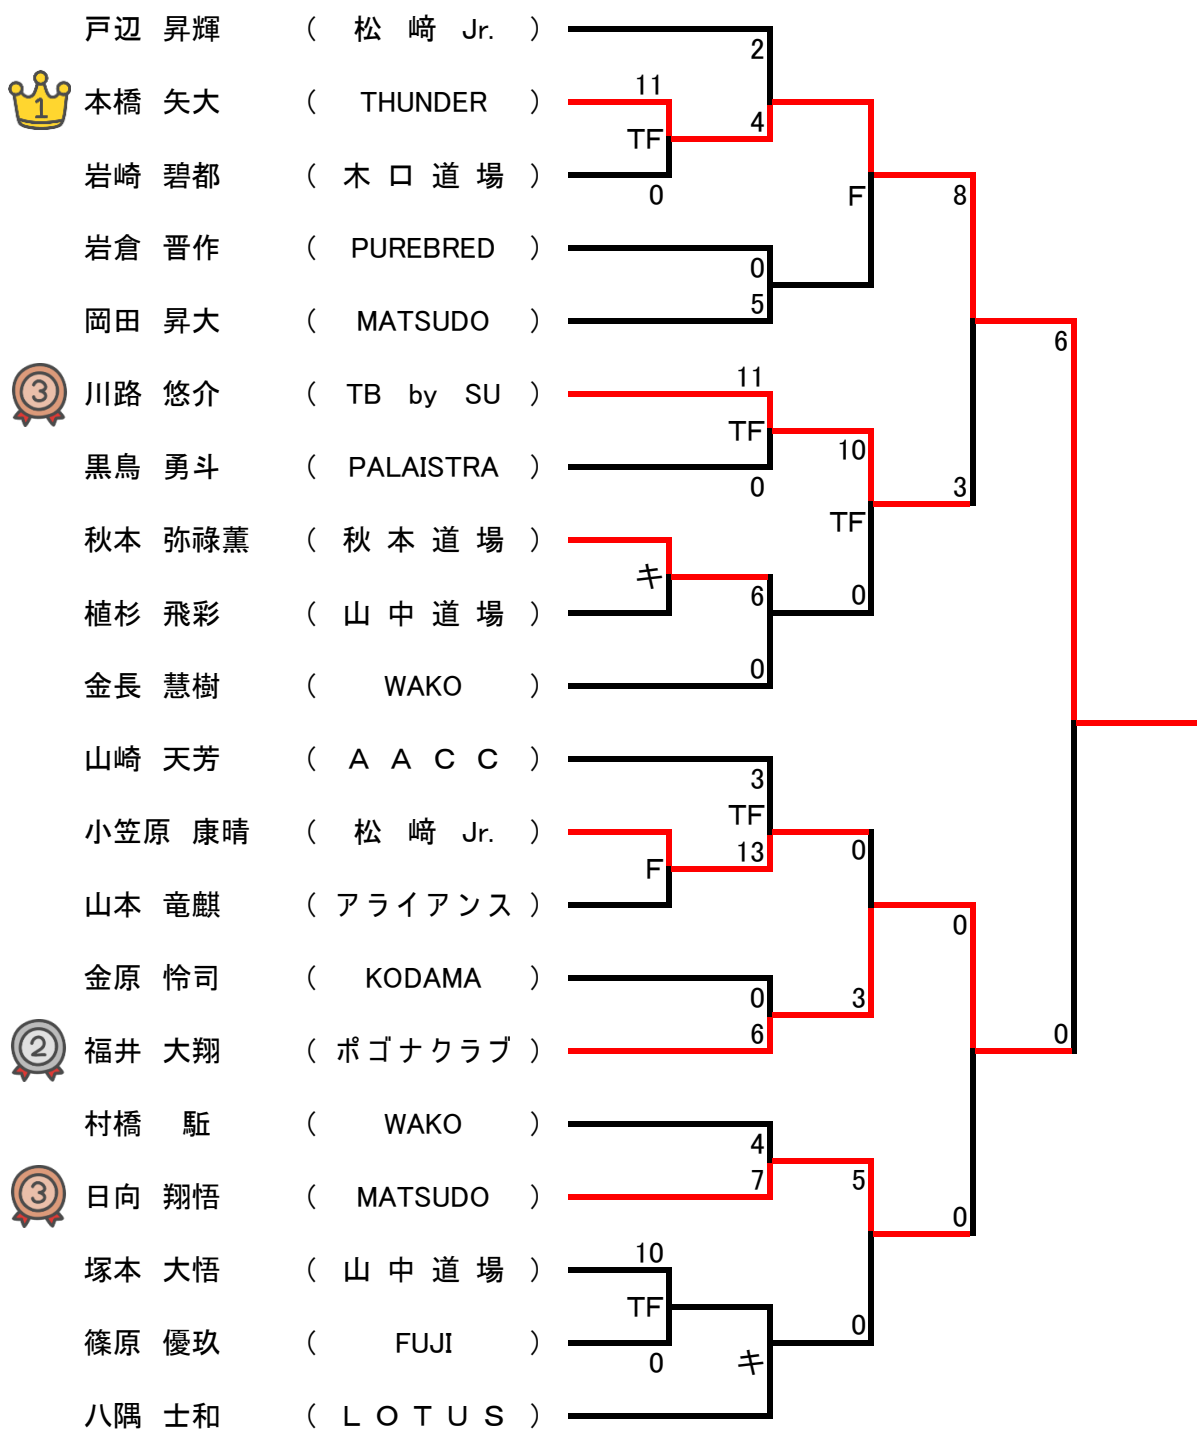 戸辺 昇輝 ( 松 﨑 Jr. )
2
1 本橋 矢大 ( THUNDER )
11
4
TF
岩崎 碧都 ( 木 口 道 場 )
0
F
8
岩倉 晋作 ( PUREBRED )
0
5
岡田 昇大 ( MATSUDO )
6
3 川路 悠介 ( TB by SU )
11
TF
10
黒鳥 勇斗 ( PALAISTRA )
0
3
TF
秋本 弥祿薫 ( 秋 本 道 場 )
キ
6
0
植杉 飛彩 ( 山 中 道 場 )
0
金長 慧樹 ( WAKO )
山崎 天芳 ( A A C C )
3
TF
小笠原 康晴 ( 松 﨑 Jr. )
13
0
F
山本 竜麒 ( アライアンス )
0
金原 怜司 ( KODAMA )
0
3
6
0
2 福井 大翔 ( ポゴナクラブ )
村橋 駈 ( WAKO )
4
7
5
3 日向 翔悟 ( MATSUDO )
0
塚本 大悟 ( 山 中 道 場 )
10
TF
0
篠原 優玖 ( FUJI )
0
キ
八隅 士和 ( L O T U S )